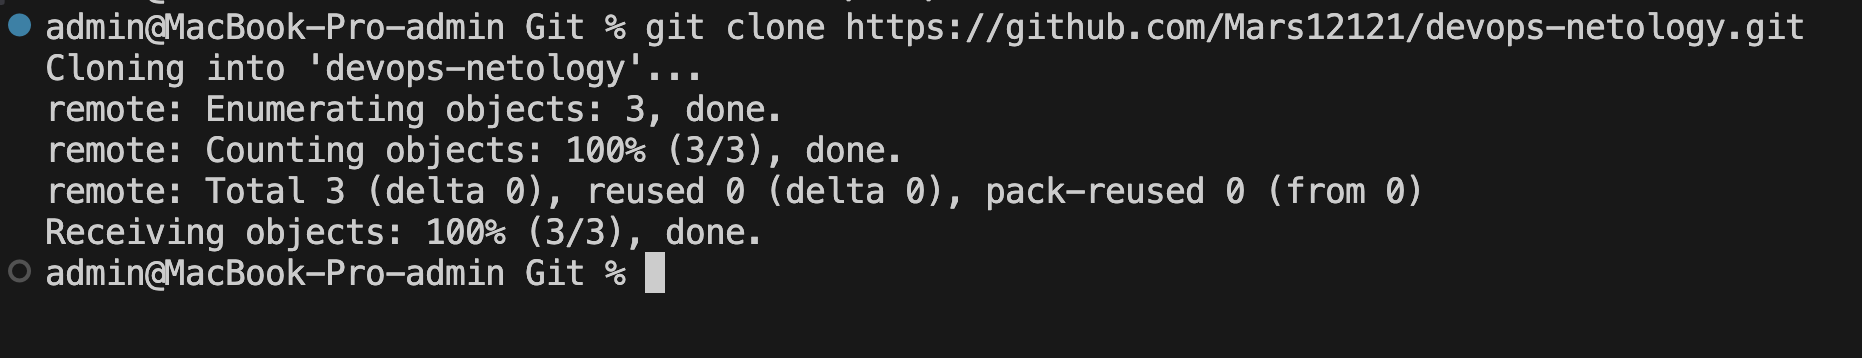 admin@MacBook-Pro-admin Git % git clone https://github.com/Mars12121/devops-netology.git
Cloning into 'devops-netology'...
remote: Enumerating objects: 3, done.
remote: Counting objects: 100% (3/3), done.
remote: Total 3 (delta 0), reused 0 (delta 0), pack-reused 0 (from 0)
Receiving objects: 100% (3/3), done.
admin@MacBook-Pro-admin Git %